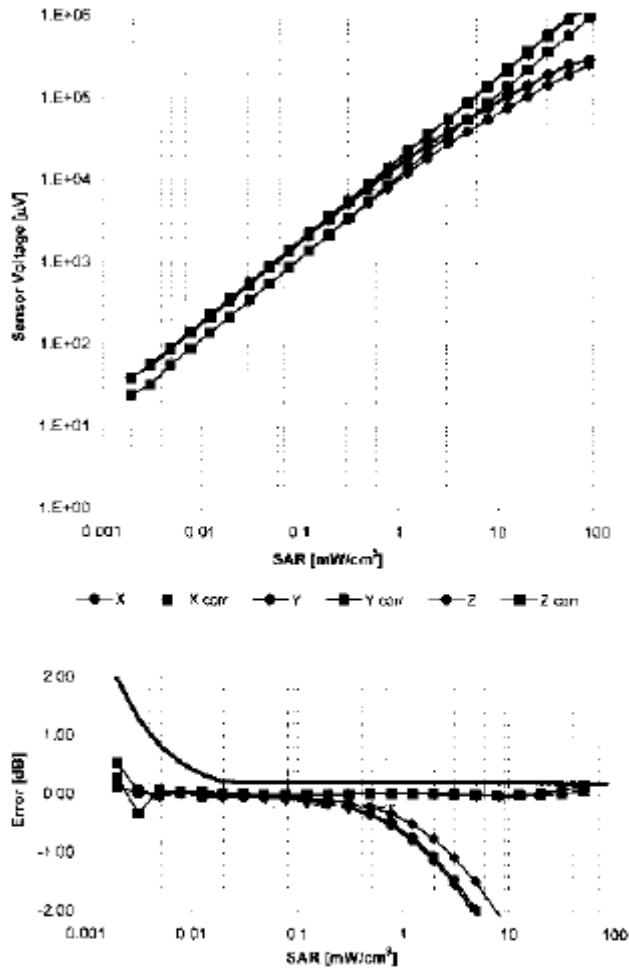 1.E+06
1.E+05
1.E+04
1.E+03
1.E+02
1.E+01
1.E+00
Sensor Voltage [µV]
0.001 0.01 0.1 1 10 100
SAR [mW/cm³]
X X corr Y Y corr Z Z corr
2.00
1.00
0.00
-1.00
-2.00
Error [dB]
0.001 0.01 0.1 1 10 100
SAR [mW/cm³]